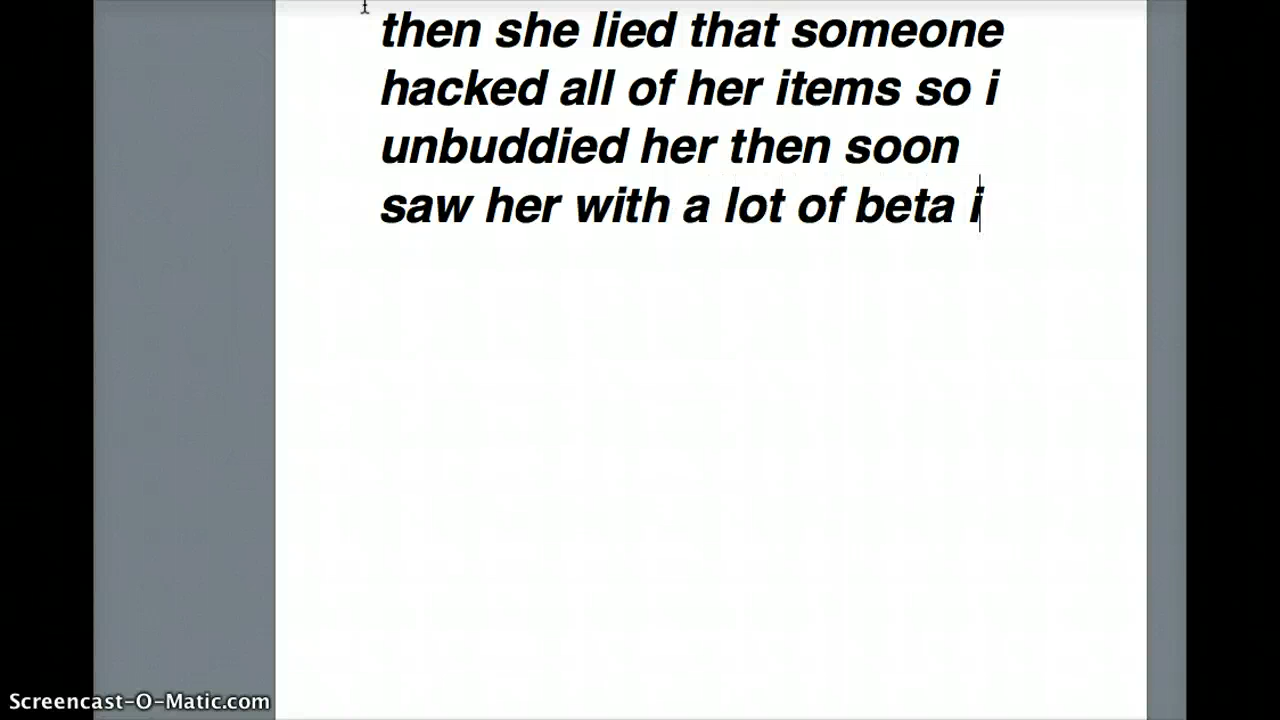 then she lied that someone
hacked all of her items so i
unbuddied her then soon
saw her with a lot of beta i
Screencast-O-Matic.com